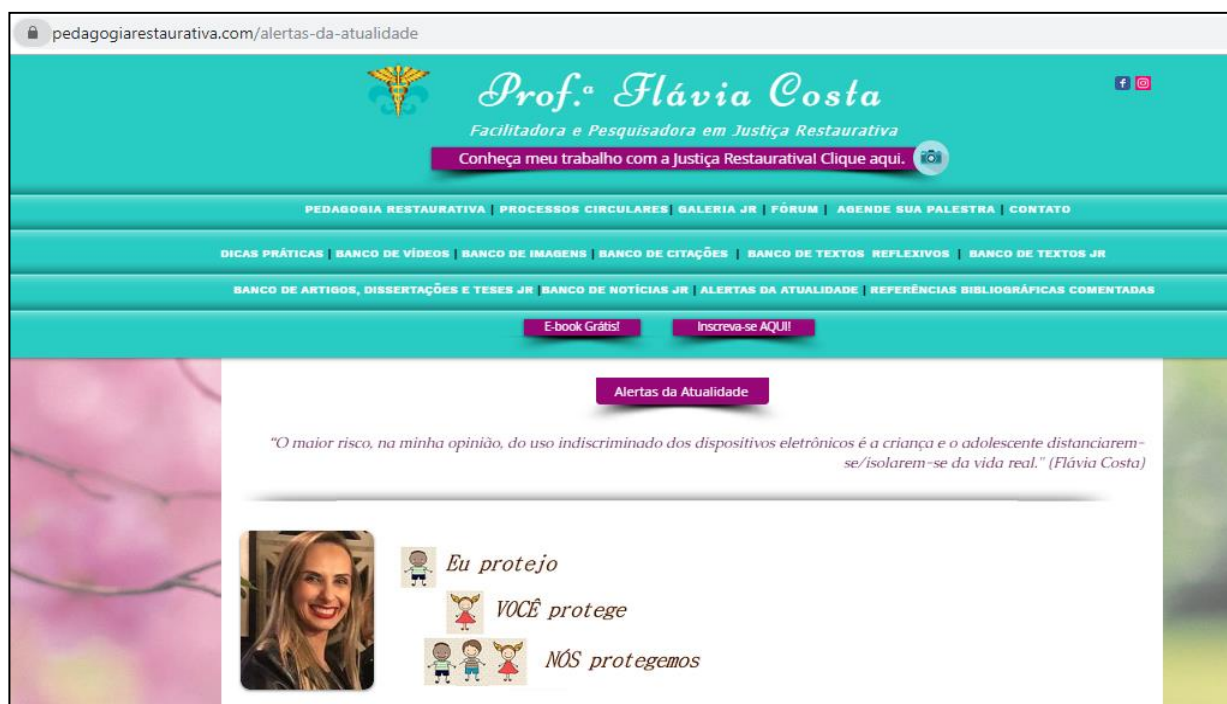 pedagogiarestaurativa.com/alertas-da-atualidade
Prof.ª Flávia Costa
Facilitadora e Pesquisadora em Justiça Restaurativa
Conheça meu trabalho com a Justiça Restaurativa! Clique aqui.
PEDAGOGIA RESTAURATIVA | PROCESSOS CIRCULARES| GALERIA JR | FÓRUM | AGENDE SUA PALESTRA | CONTATO
DICAS PRÁTICAS | BANCO DE VÍDEOS | BANCO DE IMAGENS | BANCO DE CITAÇÕES | BANCO DE TEXTOS REFLEXIVOS | BANCO DE TEXTOS JR
BANCO DE ARTIGOS, DISSERTAÇÕES E TESES JR |BANCO DE NOTÍCIAS JR | ALERTAS DA ATUALIDADE | REFERÊNCIAS BIBLIOGRÁFICAS COMENTADAS
E-book Grátis! Inscreva-se AQUI!
Alertas da Atualidade
"O maior risco, na minha opinião, do uso indiscriminado dos dispositivos eletrônicos é a criança e o adolescente distanciarem-
se/isolarem-se da vida real." (Flávia Costa)
Eu protejo
VOCÊ protege
NÓS protegemos